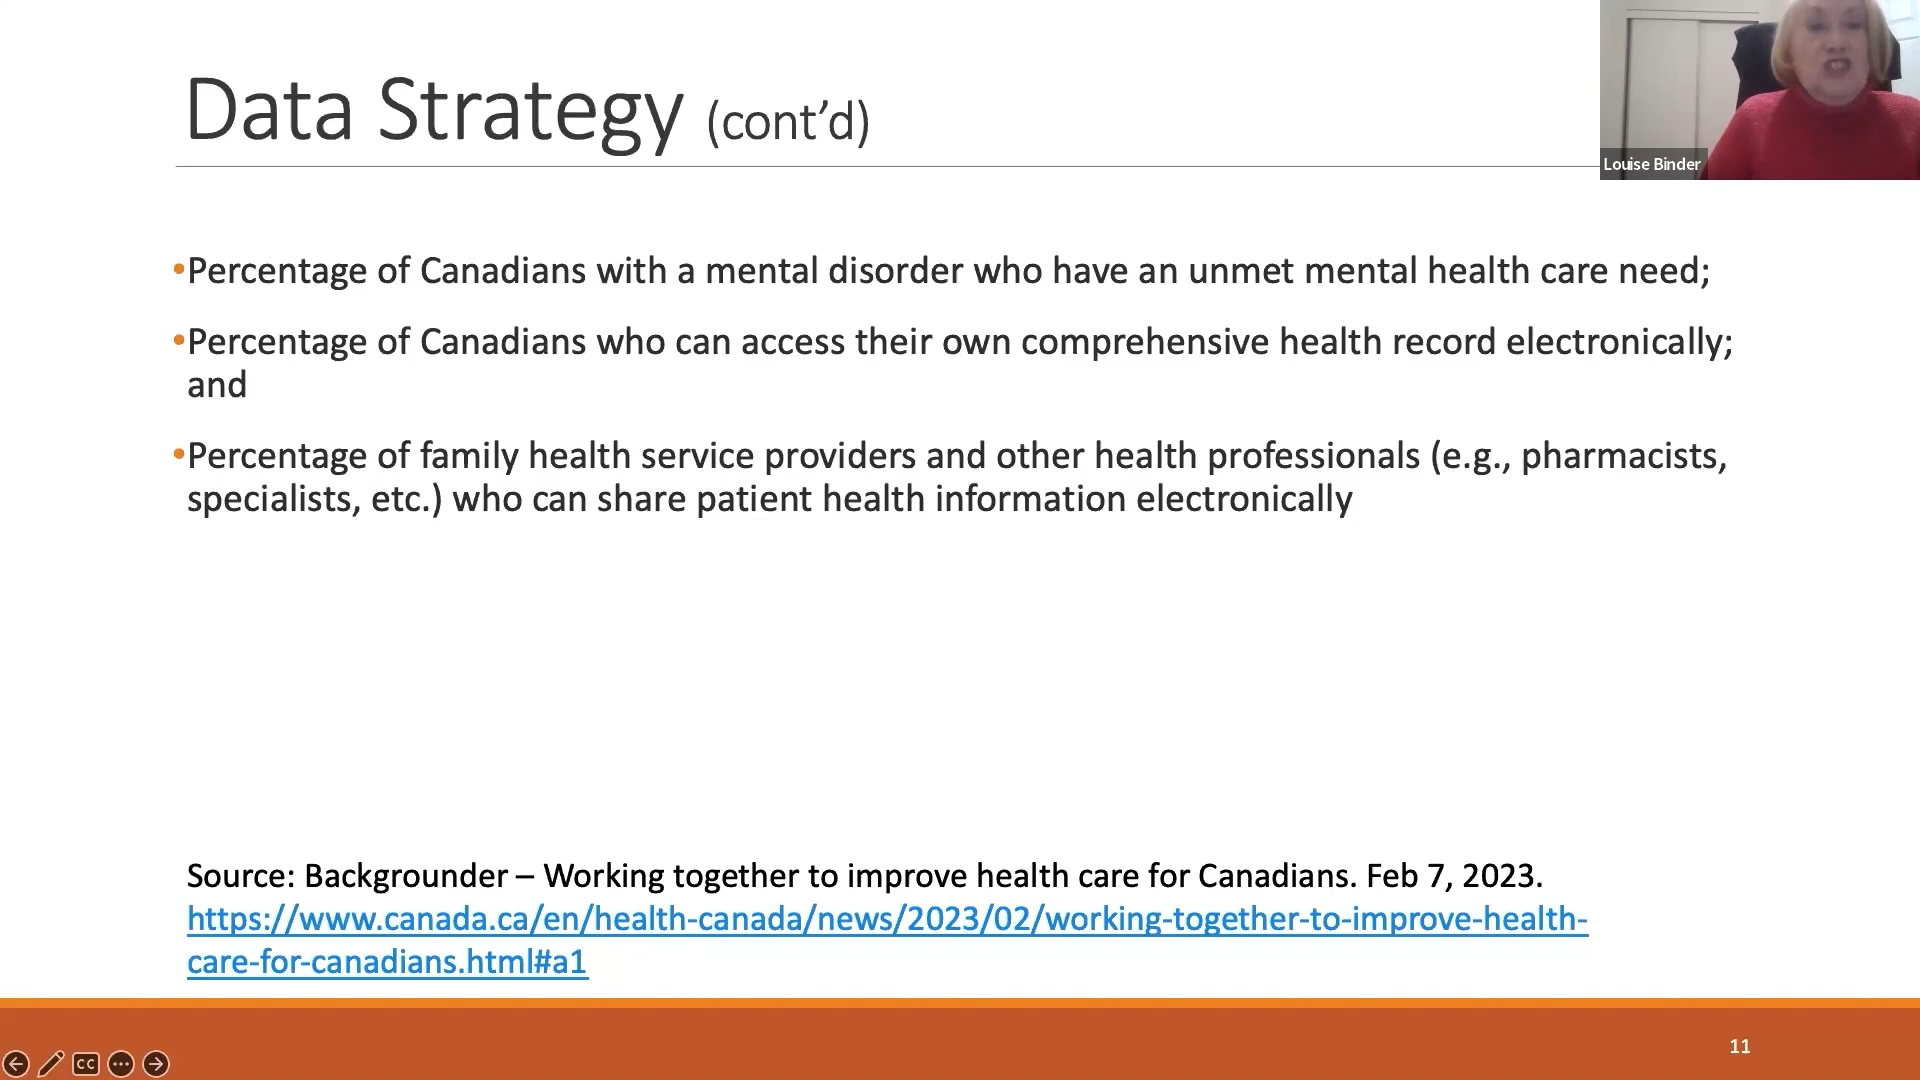 Data Strategy (cont’d)
Louise Binder
•Percentage of Canadians with a mental disorder who have an unmet mental health care need;
•Percentage of Canadians who can access their own comprehensive health record electronically;
and
•Percentage of family health service providers and other health professionals (e.g., pharmacists,
specialists, etc.) who can share patient health information electronically
Source: Backgrounder – Working together to improve health care for Canadians. Feb 7, 2023.
https://www.canada.ca/en/health-canada/news/2023/02/working-together-to-improve-health-
care-for-canadians.html#a1
11
CC